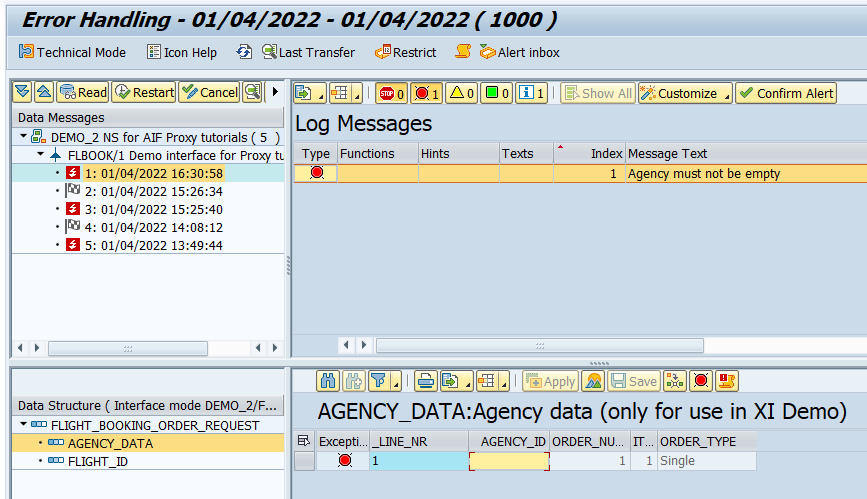 Error Handling - 01/04/2022 - 01/04/2022 ( 1000 )
Technical Mode Icon Help Last Transfer Restrict Alert inbox
Read Restart Cancel
Data Messages
DEMO_2 NS for AIF Proxy tutorials ( 5 )
FLBOOK/1 Demo interface for Proxy tu
1: 01/04/2022 16:30:58
2: 01/04/2022 15:26:34
3: 01/04/2022 15:25:40
4: 01/04/2022 14:08:12
5: 01/04/2022 13:49:44
STOP 0 1 0 0 1 Show All Customize Confirm Alert
Log Messages
Type Functions Hints Texts Index Message Text
1 Agency must not be empty
Data Structure ( Interface mode DEMO_2/F...
FLIGHT_BOOKING_ORDER_REQUEST
AGENCY_DATA
FLIGHT_ID
Apply Save
AGENCY_DATA:Agency data (only for use in XI Demo)
Excepti... _LINE_NR AGENCY_ID ORDER_NU... IT... ORDER_TYPE
1 1 1 Single